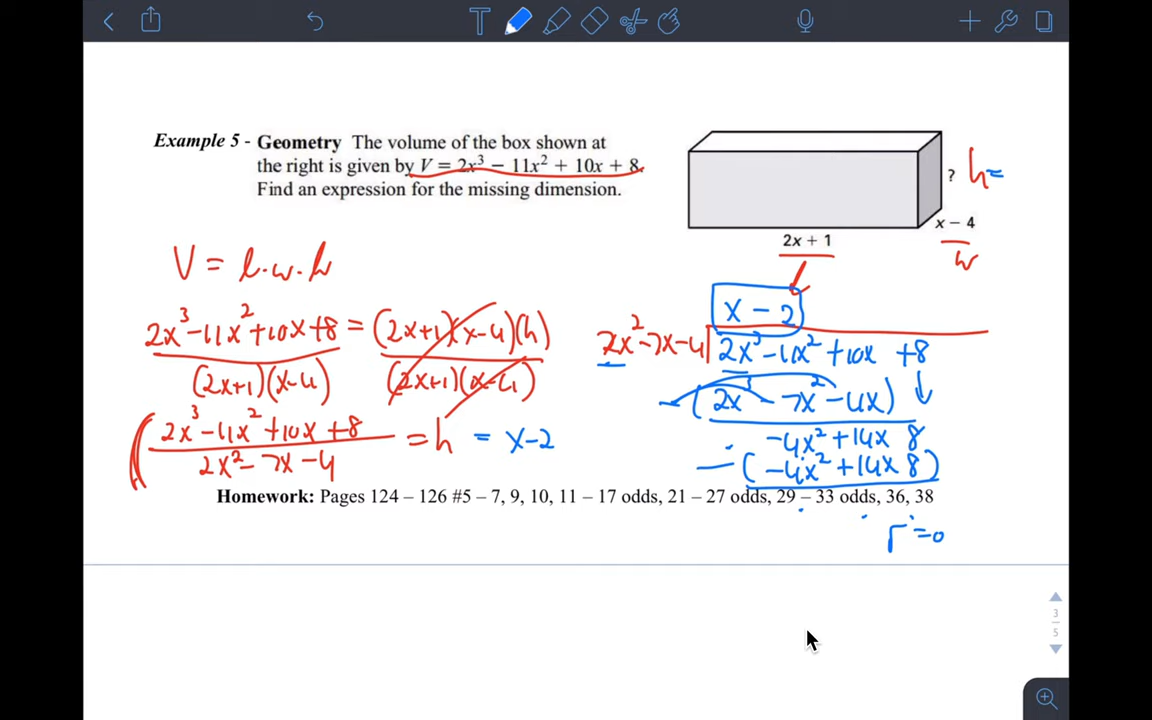 Example 5 - Geometry The volume of the box shown at
the right is given by V = 2x³ − 11x² + 10x + 8.
Find an expression for the missing dimension.
? h=
x − 4
w
2x + 1
l
V = l·w·h
2x³-11x²+10x+8 = (2x+1)(x-4)(h)
(2x+1)(x-4) (2x+1)(x-4)
2x³-11x²+10x+8 = h = x-2
2x²-7x-4
x - 2
2x²-7x-4 2x³-11x²+10x +8
-(2x³ - 7x² - 4x)
-4x²+14x 8
-(-4x²+14x 8)
r=0
Homework: Pages 124 – 126 #5 – 7, 9, 10, 11 – 17 odds, 21 – 27 odds, 29 – 33 odds, 36, 38
3
5
T